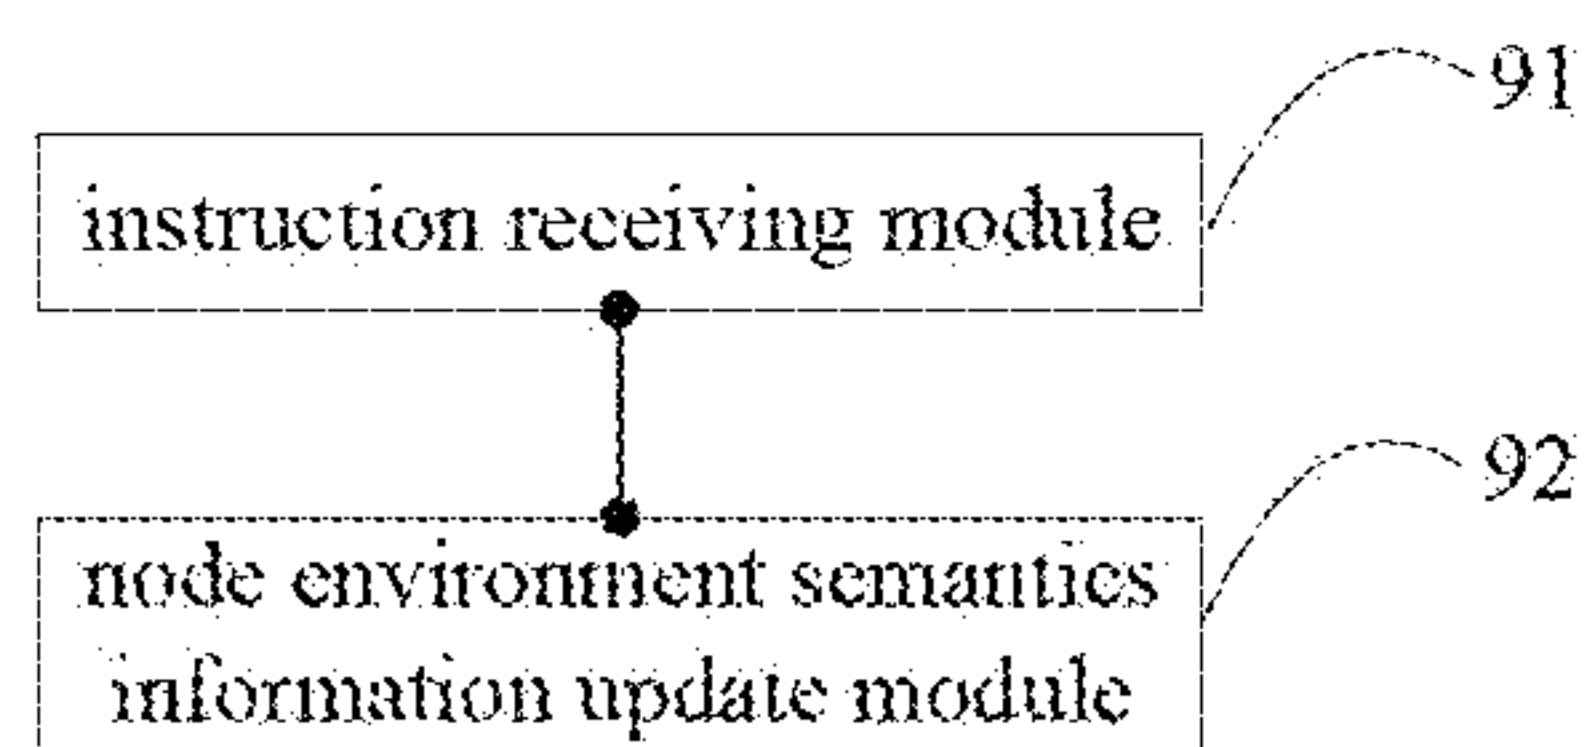 91
instruction receiving module
92
node environment semantics
information update module